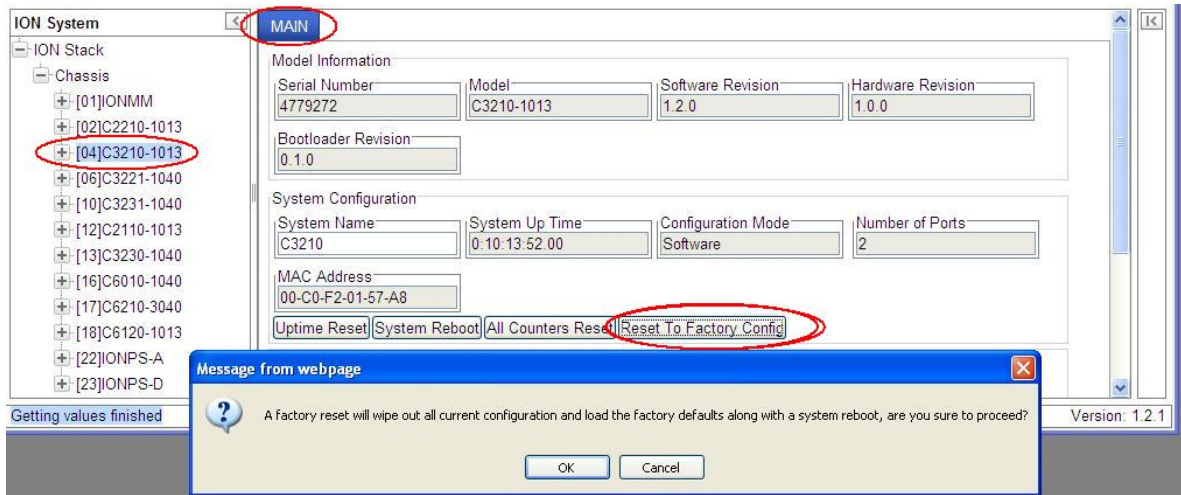 ION System
ION Stack
Chassis
[01]IONMM
[02]C2210-1013
[04]C3210-1013
[06]C3221-1040
[10]C3231-1040
[12]C2110-1013
[13]C3230-1040
[16]C6010-1040
[17]C6210-3040
[18]C6120-1013
[22]IONPS-A
[23]IONPS-D
MAIN
Model Information
Serial Number Model Software Revision Hardware Revision
4779272 C3210-1013 1.2.0 1.0.0
Bootloader Revision
0.1.0
System Configuration
System Name System Up Time Configuration Mode Number of Ports
C3210 0:10:13:52.00 Software 2
MAC Address
00-C0-F2-01-57-A8
Uptime Reset System Reboot All Counters Reset Reset To Factory Config
Getting values finished Version: 1.2.1
Message from webpage
A factory reset will wipe out all current configuration and load the factory defaults along with a system reboot, are you sure to proceed?
OK Cancel